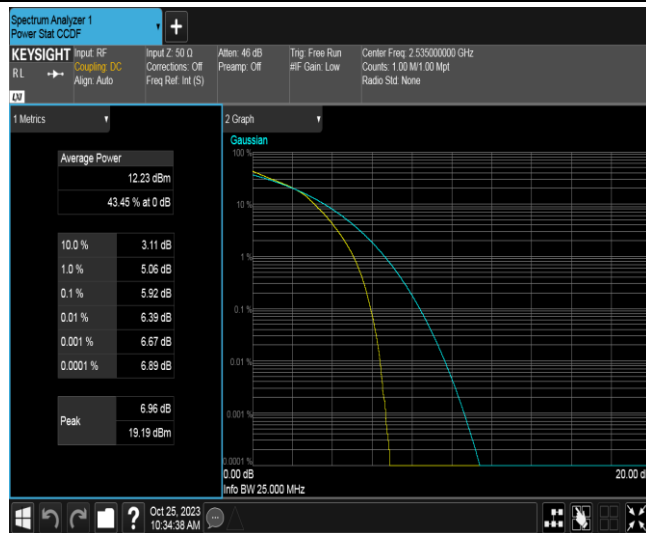 Spectrum Analyzer 1
Power Stat CCDF
KEYSIGHT
RL
Input: RF
Coupling: DC
Align: Auto
Input Z: 50 Ω
Corrections: Off
Freq Ref: Int (S)
Atten: 46 dB
Preamp: Off
Trig: Free Run
#IF Gain: Low
Center Freq: 2.535000000 GHz
Counts: 1.00 M/1.00 Mpt
Radio Std: None
1 Metrics
Average Power
12.23 dBm
43.45 % at 0 dB
10.0 % 3.11 dB
1.0 % 5.06 dB
0.1 % 5.92 dB
0.01 % 6.39 dB
0.001 % 6.67 dB
0.0001 % 6.89 dB
Peak
6.96 dB
19.19 dBm
2 Graph
Gaussian
100 %
10 %
1 %
0.1 %
0.01 %
0.001 %
0.0001 %
0.00 dB
20.00 d
Info BW 25.000 MHz
?
Oct 25, 2023
10:34:38 AM